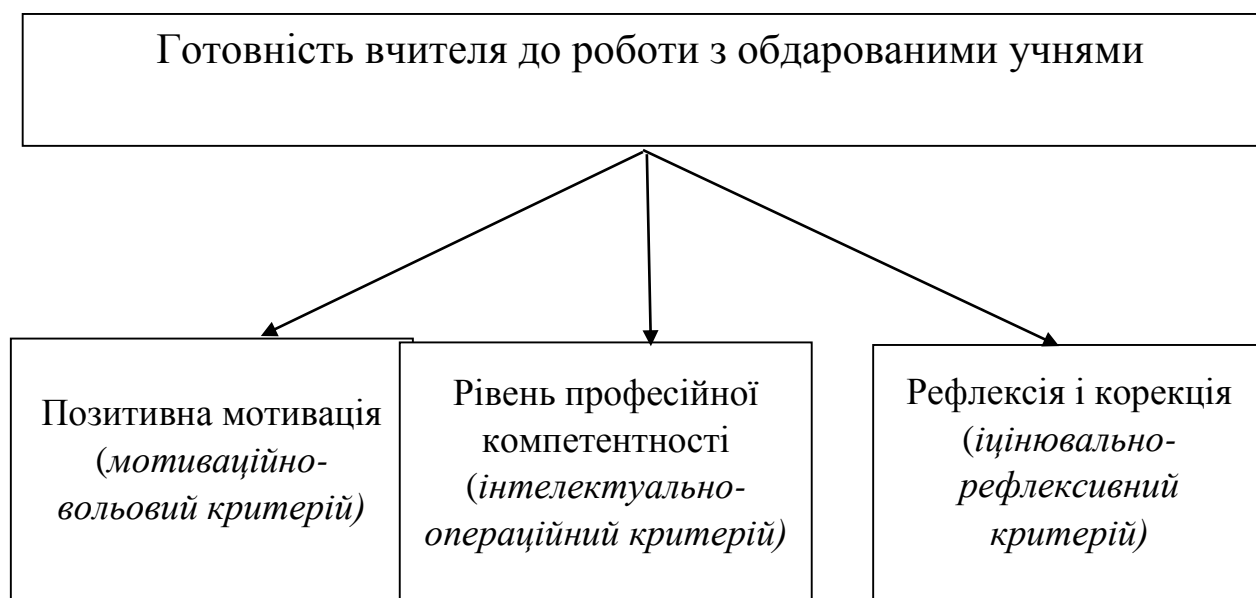 Готовність вчителя до роботи з обдарованими учнями
Позитивна мотивація
(мотиваційно-
вольовий критерій)
Рівень професійної
компетентності
(інтелектуально-
операційний критерій)
Рефлексія і корекція
(іцінювально-
рефлексивний
критерій)